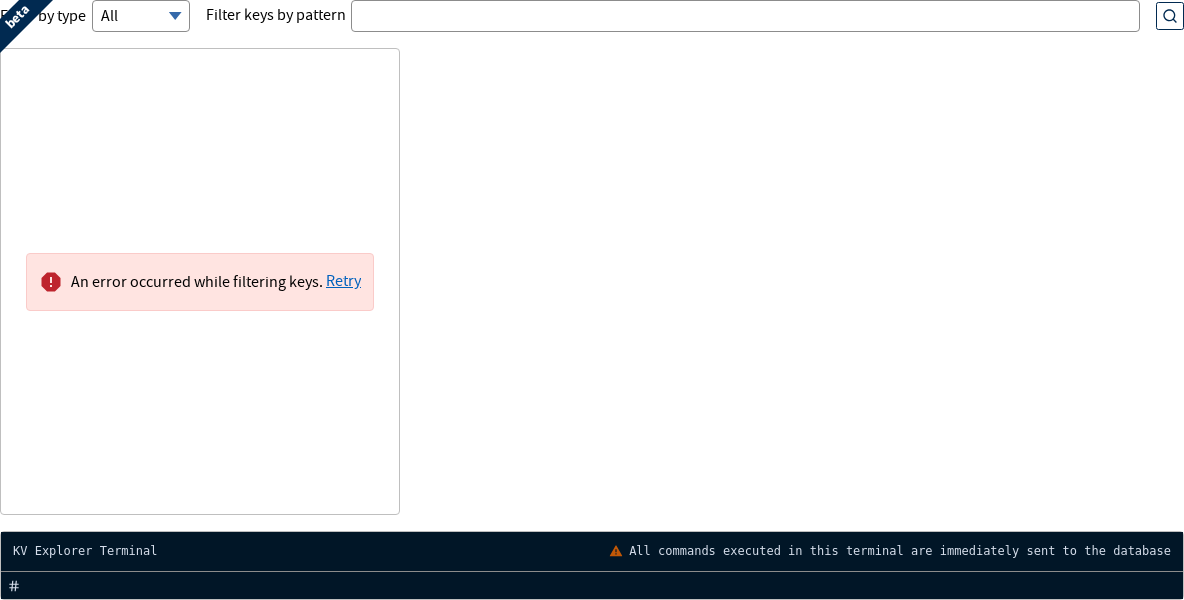 beta
by type
All
Filter keys by pattern
An error occurred while filtering keys. Retry
KV Explorer Terminal
All commands executed in this terminal are immediately sent to the database
#